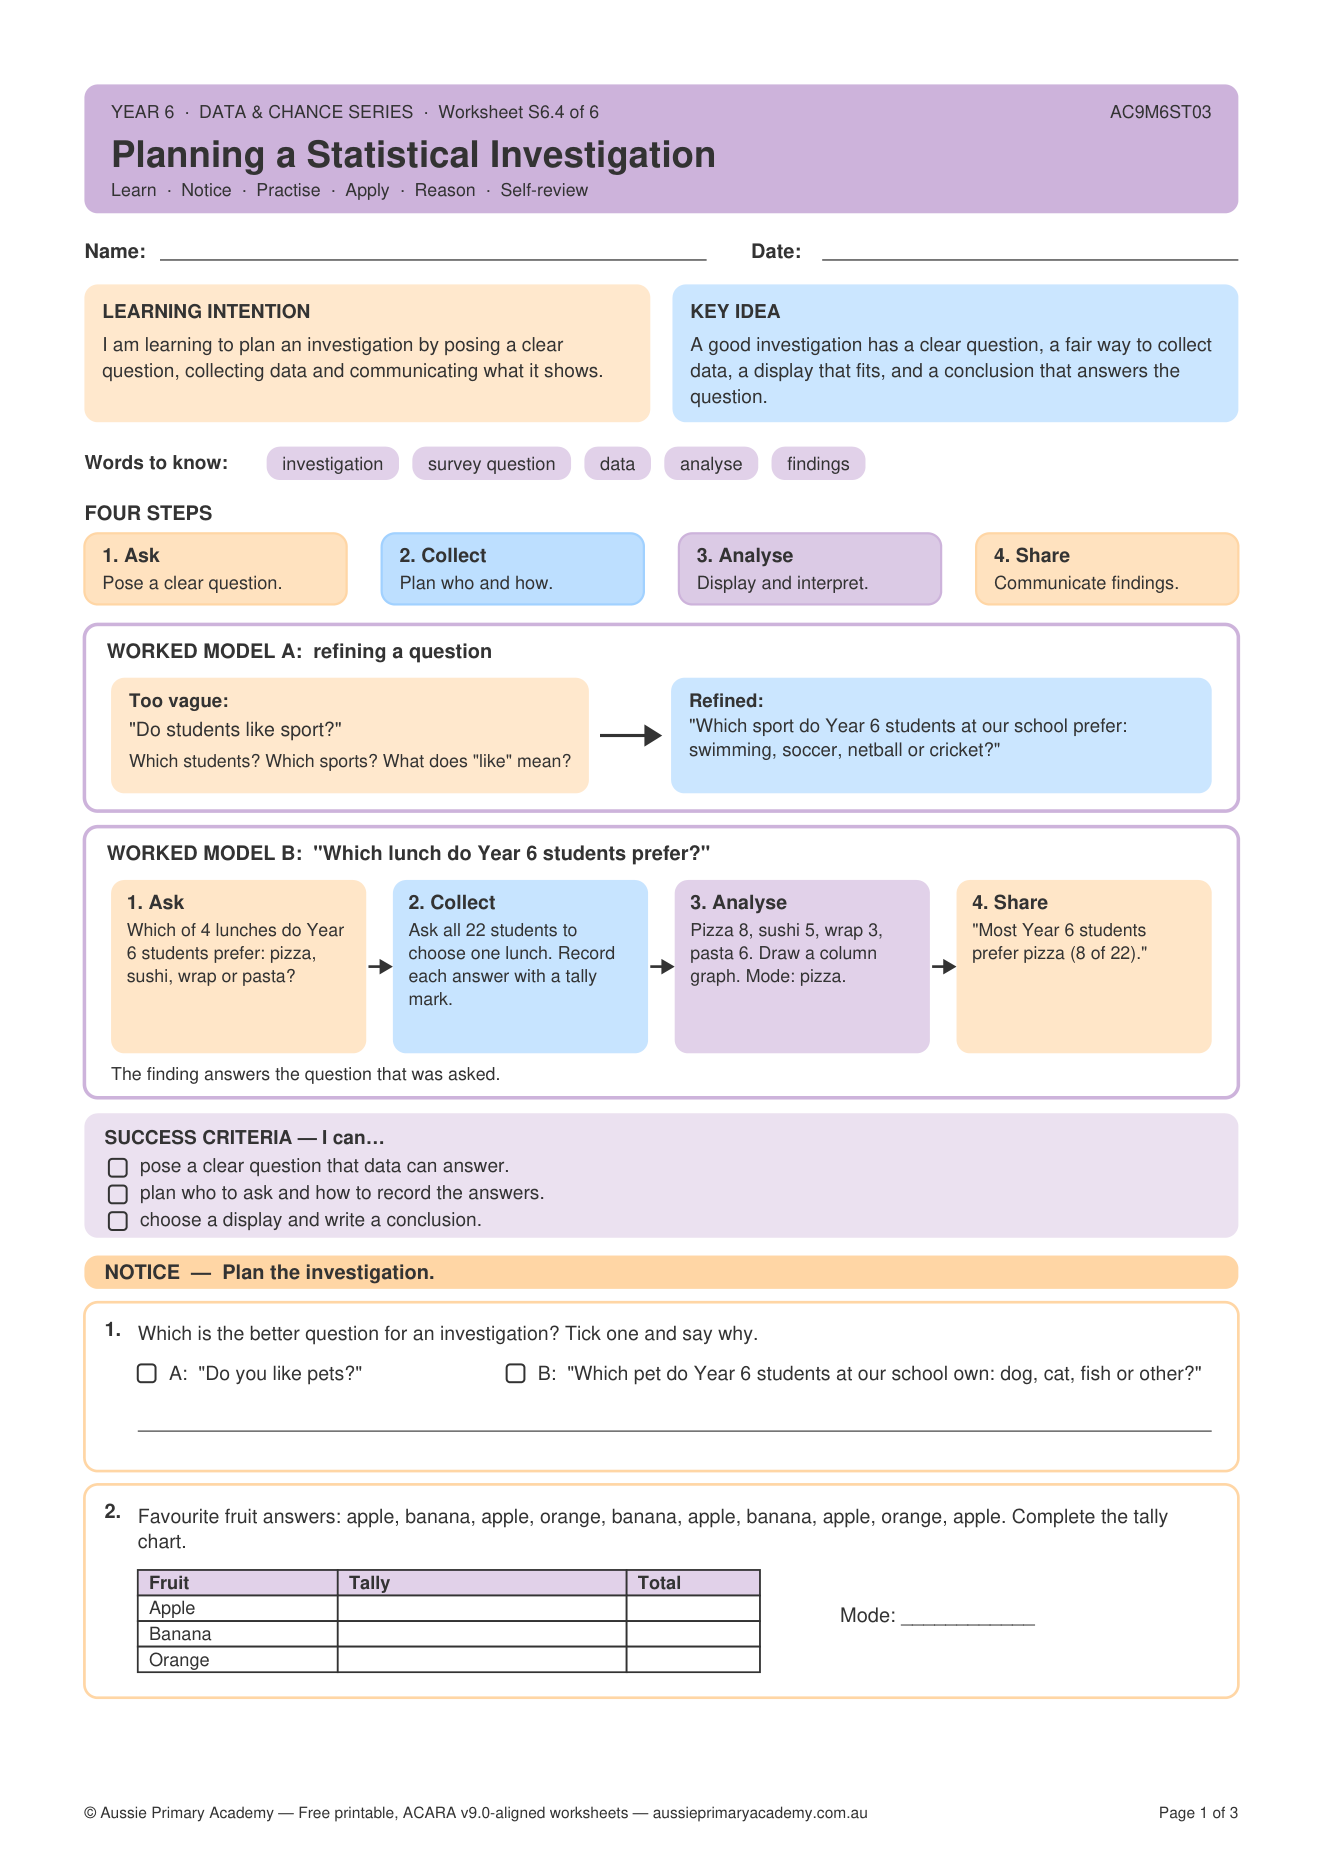 YEAR 6 · DATA & CHANCE SERIES · Worksheet S6.4 of 6
AC9M6ST03
Planning a Statistical Investigation
Learn · Notice · Practise · Apply · Reason · Self-review
Name:
Date:
LEARNING INTENTION
I am learning to plan an investigation by posing a clear
question, collecting data and communicating what it shows.
KEY IDEA
A good investigation has a clear question, a fair way to collect
data, a display that fits, and a conclusion that answers the
question.
Words to know: investigation survey question data analyse findings
FOUR STEPS
1. Ask
Pose a clear question.
2. Collect
Plan who and how.
3. Analyse
Display and interpret.
4. Share
Communicate findings.
WORKED MODEL A: refining a question
Too vague:
"Do students like sport?"
Which students? Which sports? What does "like" mean?
Refined:
"Which sport do Year 6 students at our school prefer:
swimming, soccer, netball or cricket?"
WORKED MODEL B: "Which lunch do Year 6 students prefer?"
1. Ask
Which of 4 lunches do Year
6 students prefer: pizza,
sushi, wrap or pasta?
2. Collect
Ask all 22 students to
choose one lunch. Record
each answer with a tally
mark.
3. Analyse
Pizza 8, sushi 5, wrap 3,
pasta 6. Draw a column
graph. Mode: pizza.
4. Share
"Most Year 6 students
prefer pizza (8 of 22)."
The finding answers the question that was asked.
SUCCESS CRITERIA — I can…
pose a clear question that data can answer.
plan who to ask and how to record the answers.
choose a display and write a conclusion.
NOTICE — Plan the investigation.
1. Which is the better question for an investigation? Tick one and say why.
A: "Do you like pets?"
B: "Which pet do Year 6 students at our school own: dog, cat, fish or other?"
2. Favourite fruit answers: apple, banana, apple, orange, banana, apple, banana, apple, orange, apple. Complete the tally
chart.
Fruit Tally Total
Apple
Banana
Orange
Mode: ____________
© Aussie Primary Academy — Free printable, ACARA v9.0-aligned worksheets — aussieprimaryacademy.com.au
Page 1 of 3